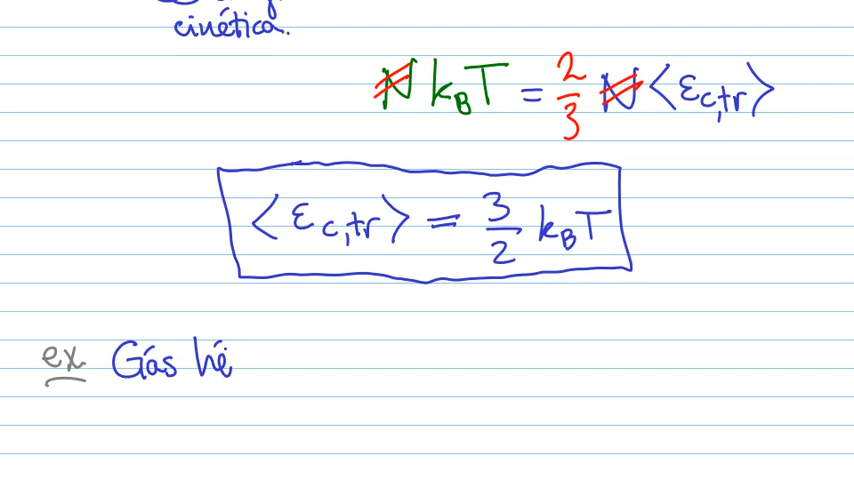 cinética.
N k_B T = 2/3 N ⟨ε_c,tr⟩
⟨ε_c,tr⟩ = 3/2 k_B T
ex Gás hé